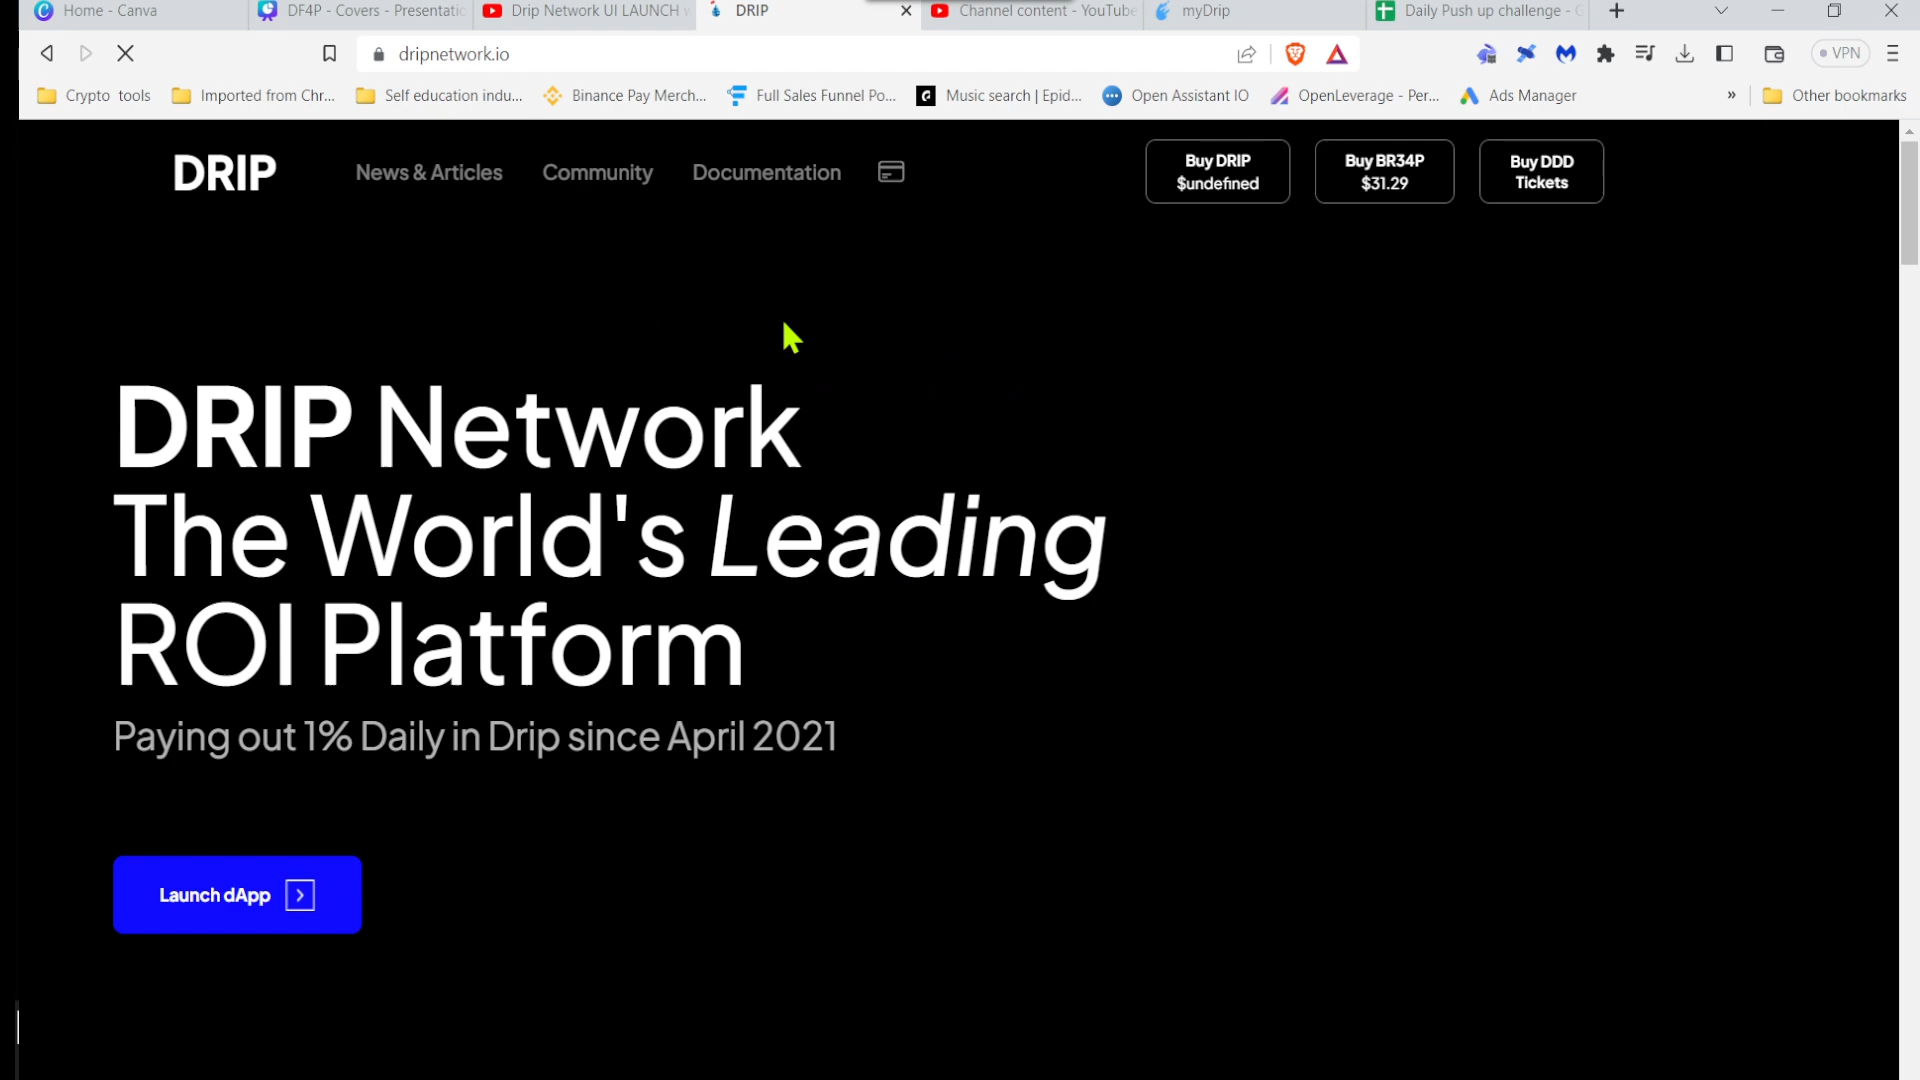 Home - Canva
DF4P - Covers - Presentatio
Drip Network UI LAUNCH w
DRIP
Channel content - YouTube
myDrip
Daily Push up challenge - G
dripnetwork.io
VPN
Crypto tools
Imported from Chr...
Self education indu...
Binance Pay Merch...
Full Sales Funnel Po...
Music search | Epid...
Open Assistant IO
OpenLeverage - Per...
Ads Manager
»
Other bookmarks
DRIP
News & Articles
Community
Documentation
Buy DRIP
$undefined
Buy BR34P
$31.29
Buy DDD
Tickets
DRIP Network
The World's Leading
ROI Platform
Paying out 1% Daily in Drip since April 2021
Launch dApp